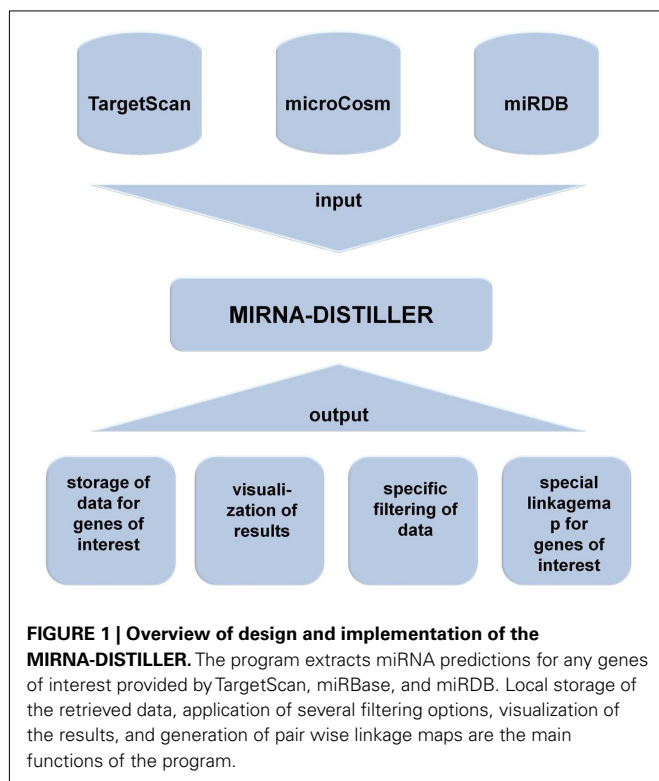 TargetScan
microCosm
miRDB
input
MIRNA-DISTILLER
output
storage of
data for
genes of
interest
visuali-
zation of
results
specific
filtering of
data
special
linkagema
p for
genes of
interest
FIGURE 1 | Overview of design and implementation of the
MIRNA-DISTILLER. The program extracts miRNA predictions for any genes
of interest provided by TargetScan, miRBase, and miRDB. Local storage of
the retrieved data, application of several filtering options, visualization of
the results, and generation of pair wise linkage maps are the main
functions of the program.